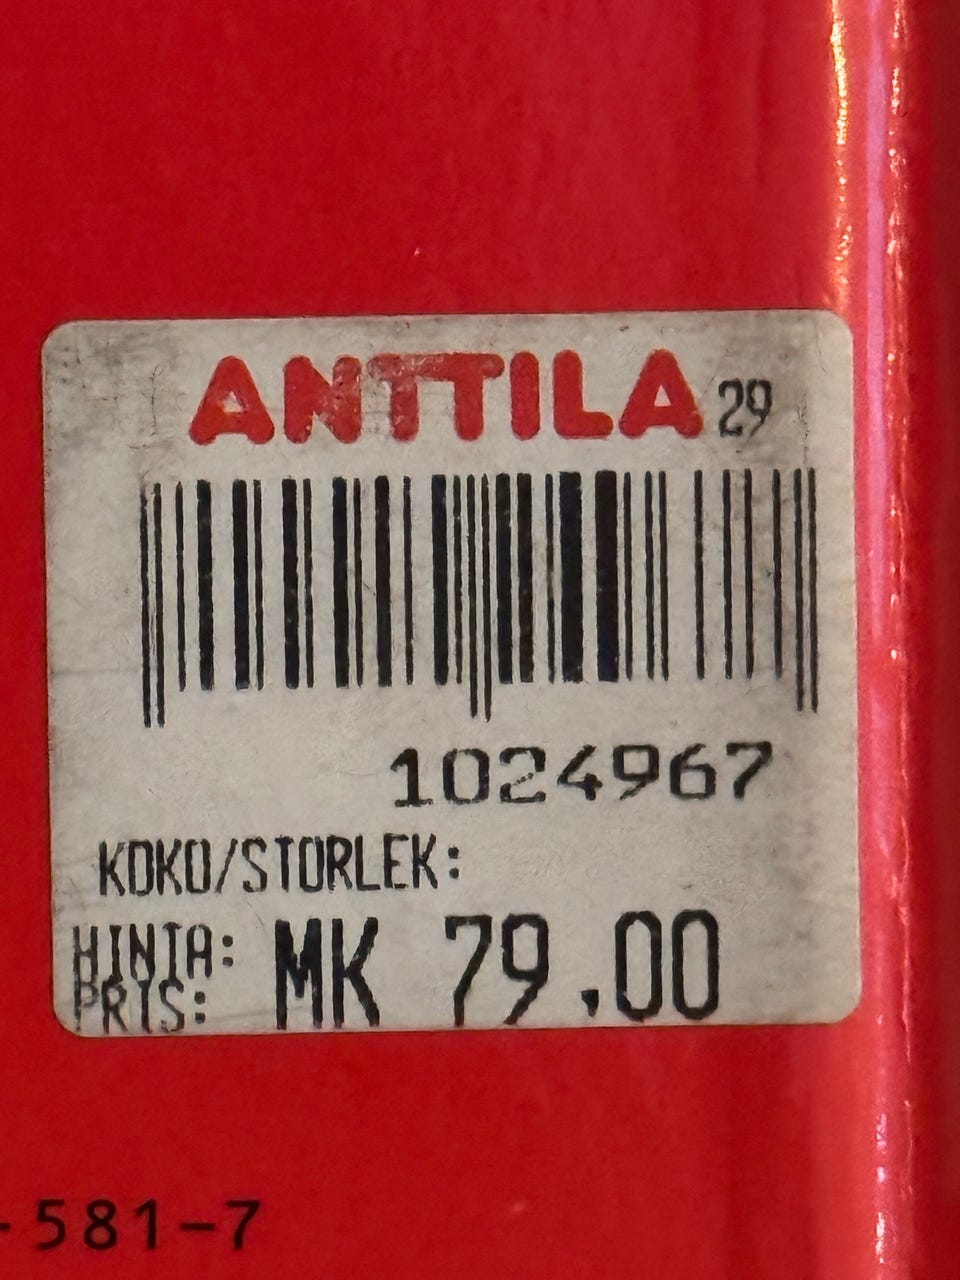 ANTTILA 29
1024967
KOKO/STORLEK:
HINTA: MK 79.00
PRIS:
-581-7